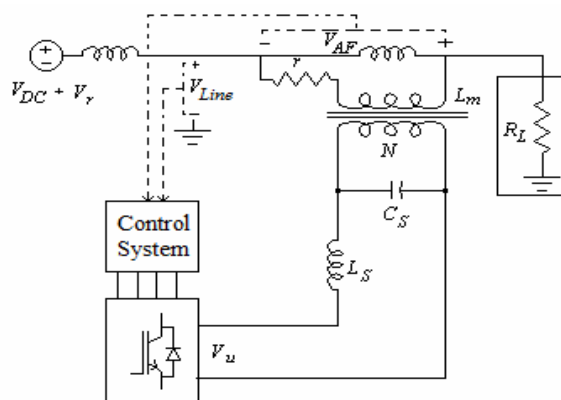 V_AF
r
V_DC + V_r
V_Line
L_m
R_L
N
C_S
Control
System
L_S
V_u